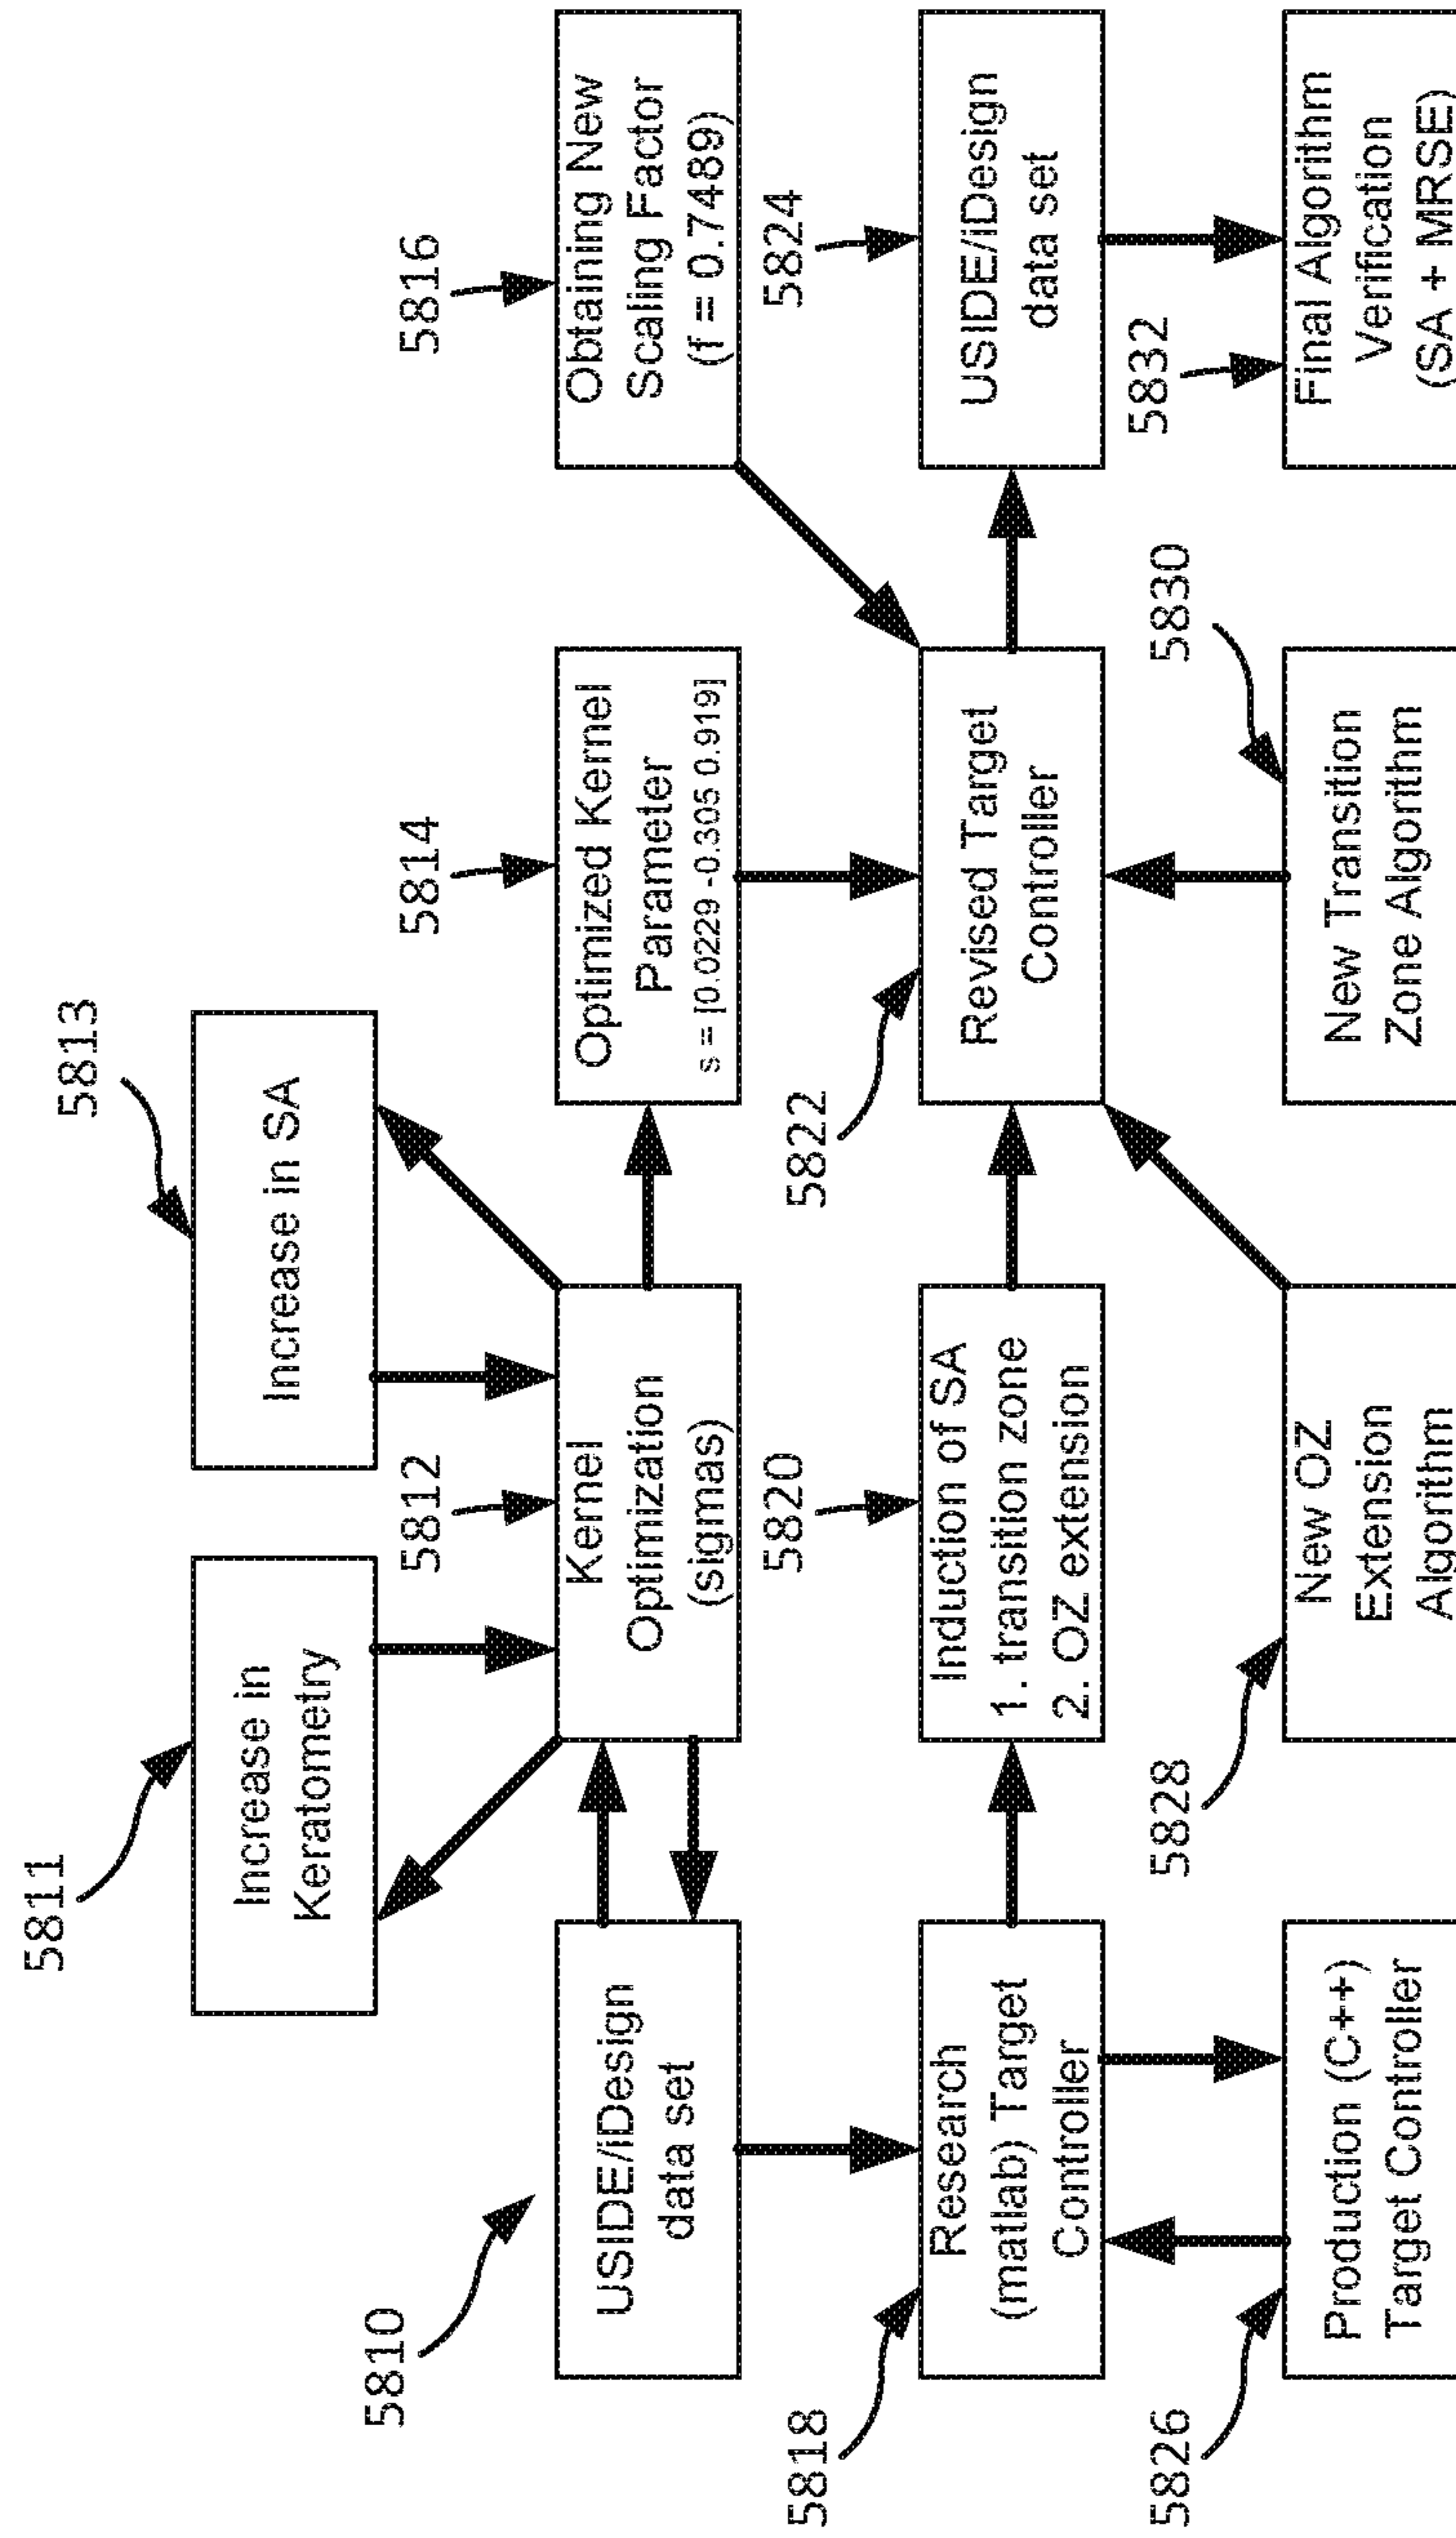 5811
Increase in
Keratometry
5813
Increase in SA
5810
USIDE/iDesign
data set
5812
Kernel
Optimization
(sigmas)
5814
Optimized Kernel
Parameter
s = [0.0229 -0.305 0.919]
5816
Obtaining New
Scaling Factor
(f = 0.7489)
5818
Research
(matlab) Target
Controller
5820
Induction of SA
1. transition zone
2. OZ extension
5822
Revised Target
Controller
5824
USIDE/iDesign
data set
5826
Production (C++)
Target Controller
5828
New OZ
Extension
Algorithm
5830
New Transition
Zone Algorithm
5832
Final Algorithm
Verification
(SA + MRSE)